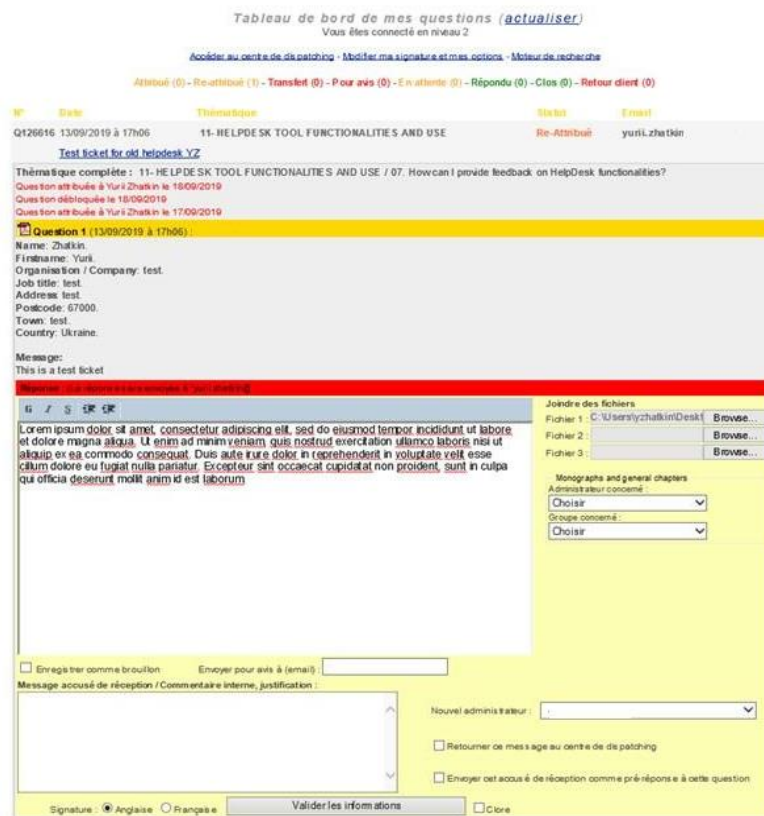 Tableau de bord de mes questions (actualiser)
Vous êtes connecté en niveau 2
Accéder au centre de dispatching - Modifier ma signature et mes options - Moteur de recherche
Attribué (0) - Re-attribué (1) - Transfert (0) - Pour avis (0) - En attente (0) - Répondu (0) - Clos (0) - Retour client (0)
N° Date Thématique Statut Email
Q126616 13/09/2019 à 17h06 11- HELPDESK TOOL FUNCTIONALITIES AND USE Re-Attribué yurii.zhatkin
Test ticket for old helpdesk YZ
Thématique complète : 11- HELPDESK TOOL FUNCTIONALITIES AND USE / 07. How can I provide feedback on HelpDesk functionalities?
Question attribuée à Yurii Zhatkin le 18/09/2019
Question débloquée le 18/09/2019
Question attribuée à Yurii Zhatkin le 17/09/2019
Question 1 (13/09/2019 à 17h06) :
Name: Zhatkin.
Firstname: Yurii.
Organisation / Company: test.
Job title: test.
Address: test.
Postcode: 67000.
Town: test.
Country: Ukraine.
Message:
This is a test ticket
G I S
Lorem ipsum dolor sit amet, consectetur adipiscing elit, sed do eiusmod tempor incididunt ut labore
et dolore magna aliqua. Ut enim ad minim veniam, quis nostrud exercitation ullamco laboris nisi ut
aliquip ex ea commodo consequat. Duis aute irure dolor in reprehenderit in voluptate velit esse
cillum dolore eu fugiat nulla pariatur. Excepteur sint occaecat cupidatat non proident, sunt in culpa
qui officia deserunt mollit anim id est laborum
Joindre des fichiers
Fichier 1 : C:\Users\yzhatkin\Deskt Browse...
Fichier 2 : Browse...
Fichier 3 : Browse...
Monographs and general chapters
Administrateur concerné :
Choisir
Groupe concerné :
Choisir
Enregistrer comme brouillon Envoyer pour avis à (email) :
Message accusé de réception / Commentaire interne, justification :
Nouvel administrateur :
Retourner ce message au centre de dispatching
Envoyer cet accusé de réception comme pré réponse à cette question
Signature : Anglaise Française Valider les informations Clore